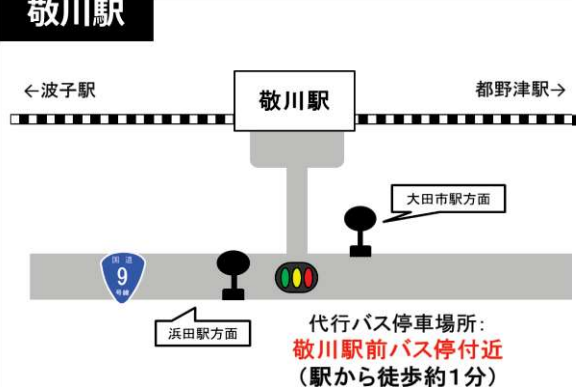 敬川駅
←波子駅
敬川駅
都野津駅→
大田市駅方面
国道
9
号線
浜田駅方面
代行バス停車場所：
敬川駅前バス停付近
（駅から徒歩約1分）